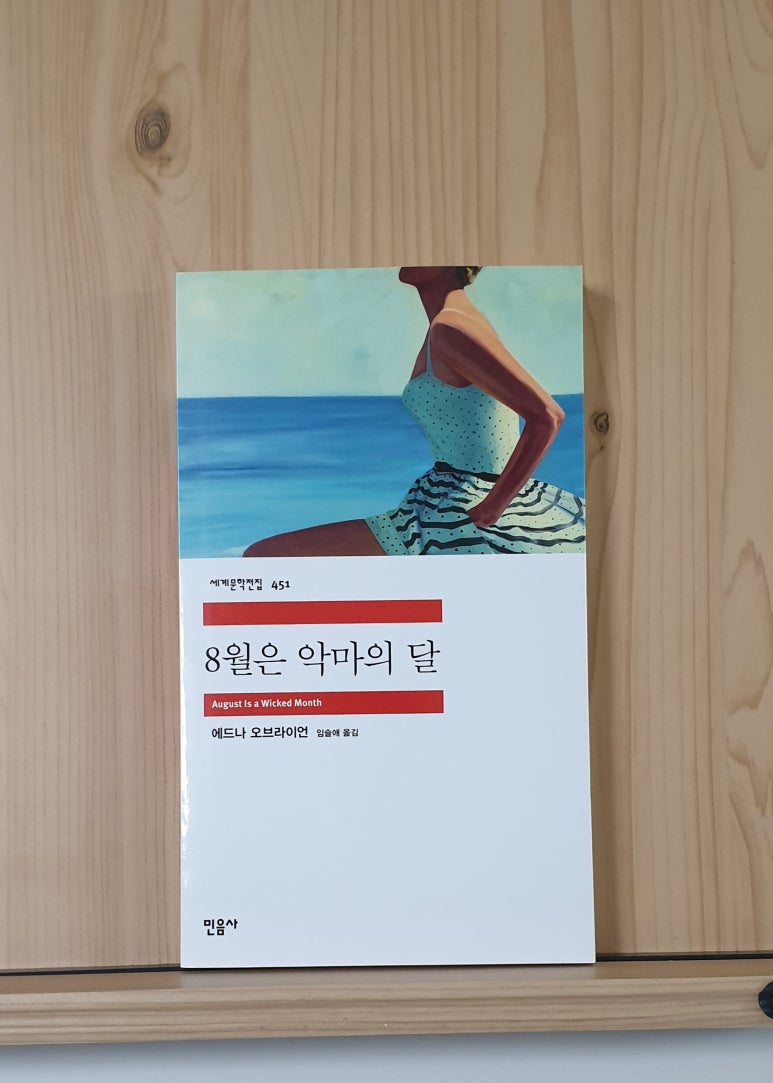 세계문학전집 451
8월은 악마의 달
August Is a Wicked Month
에드나 오브라이언 임슬애 옮김
민음사